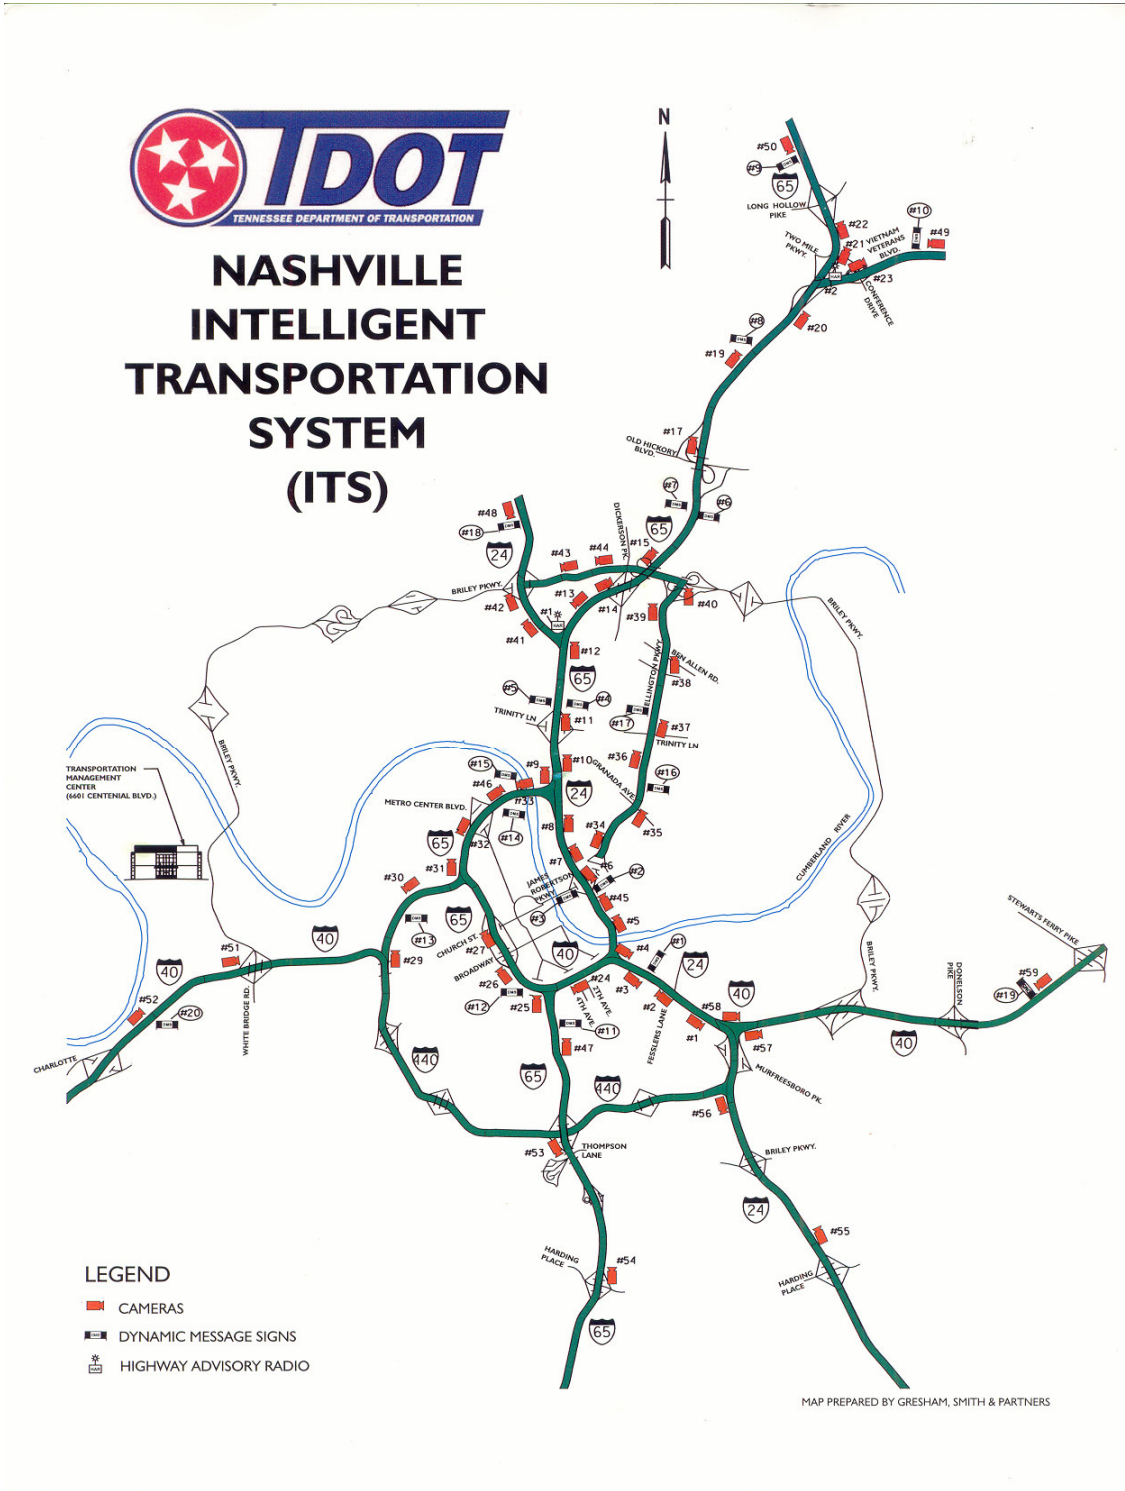 TDOT
TENNESSEE DEPARTMENT OF TRANSPORTATION
NASHVILLE
INTELLIGENT
TRANSPORTATION
SYSTEM
(ITS)
N
#50
#9
65
LONG HOLLOW
PIKE
#22
#10
#49
TWO MILE
PKWY.
#21
VIETNAM
VETERANS
BLVD.
#23
HAR
#2
CONFERENCE
DRIVE
#20
#8
#19
#17
OLD HICKORY
BLVD.
#7
#6
65
#48
#18
24
DICKERSON PK.
#15
#43
#44
BRILEY PKWY.
#42
#13
#14
#1
HAR
#41
#12
#39
#40
BRILEY PKWY.
BEN ALLEN RD.
#38
ELLINGTON PKWY
65
#5
#4
TRINITY LN
#11
#17
#37
TRINITY LN
BRILEY PKWY.
TRANSPORTATION
MANAGEMENT
CENTER
(6601 CENTENIAL BLVD.)
#15
#9
#10
#36
GRANADA AVE.
#16
#46
#33
24
METRO CENTER BLVD.
#14
#8
#34
#35
65
#32
CUMBERLAND RIVER
#7
#6
#2
#31
#30
JAMES
ROBERTSON
PKWY
#45
#3
#5
65
#13
CHURCH ST.
#27
BROADWAY
40
#4
#1
24
STEWARTS FERRY PIKE
40
#51
40
#29
#26
#24
#3
#2
#58
40
BRILEY PKWY.
DONELSON
PIKE
#59
#19
#52
#20
#12
#25
2TH AVE.
4TH AVE.
#11
#47
FESSLERS LANE
#1
#57
40
WHITE BRIDGE RD.
CHARLOTTE
440
65
440
MURFREESBORO PK.
#56
#53
THOMPSON
LANE
BRILEY PKWY.
24
#55
HARDING
PLACE
#54
HARDING
PLACE
65
LEGEND
CAMERAS
DMS DYNAMIC MESSAGE SIGNS
HAR HIGHWAY ADVISORY RADIO
MAP PREPARED BY GRESHAM, SMITH & PARTNERS